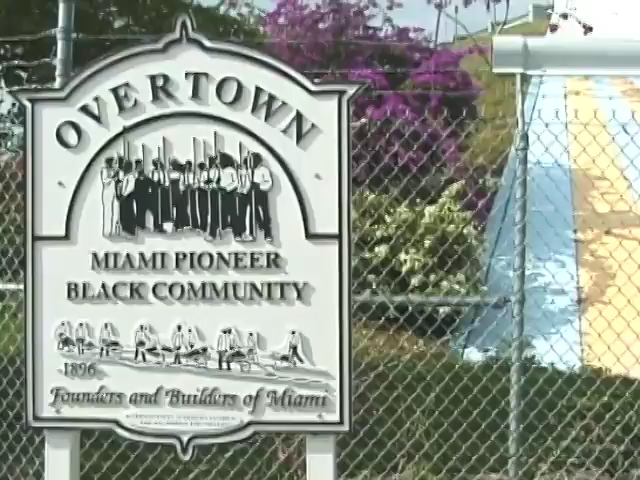 OVERTOWN
MIAMI PIONEER
BLACK COMMUNITY
1896
Founders and Builders of Miami